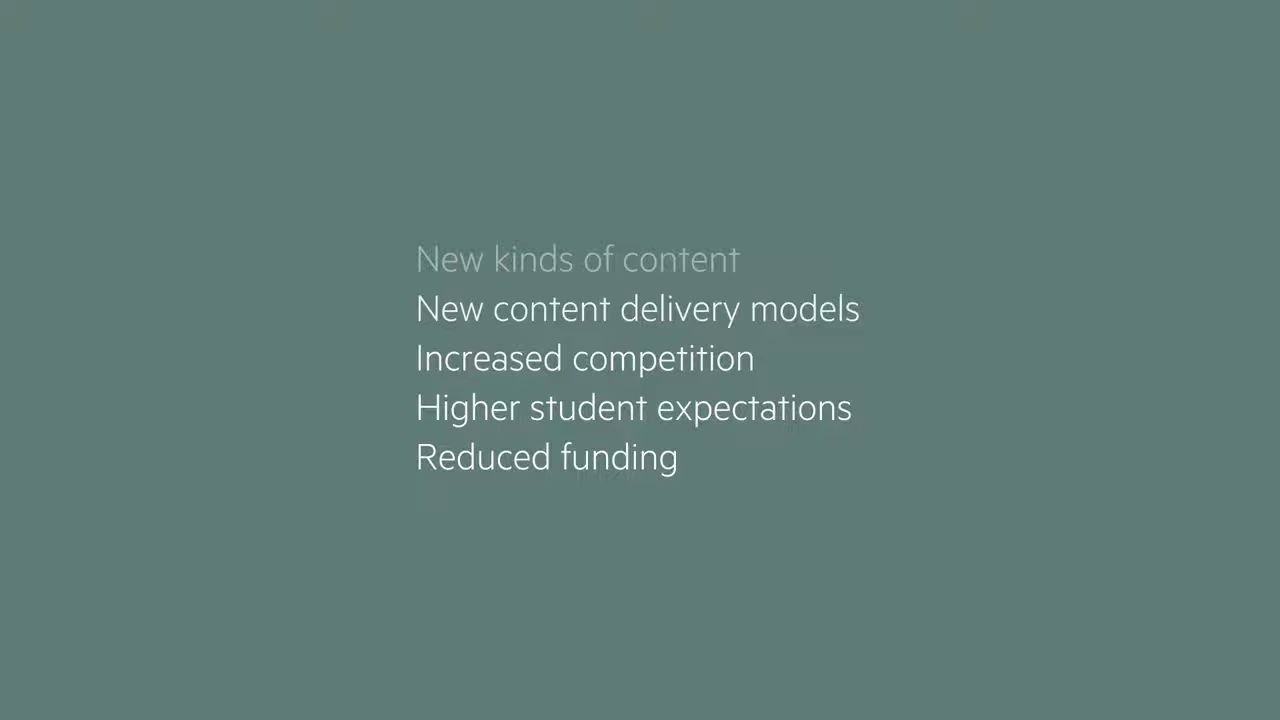 New kinds of content
New content delivery models
Increased competition
Higher student expectations
Reduced funding